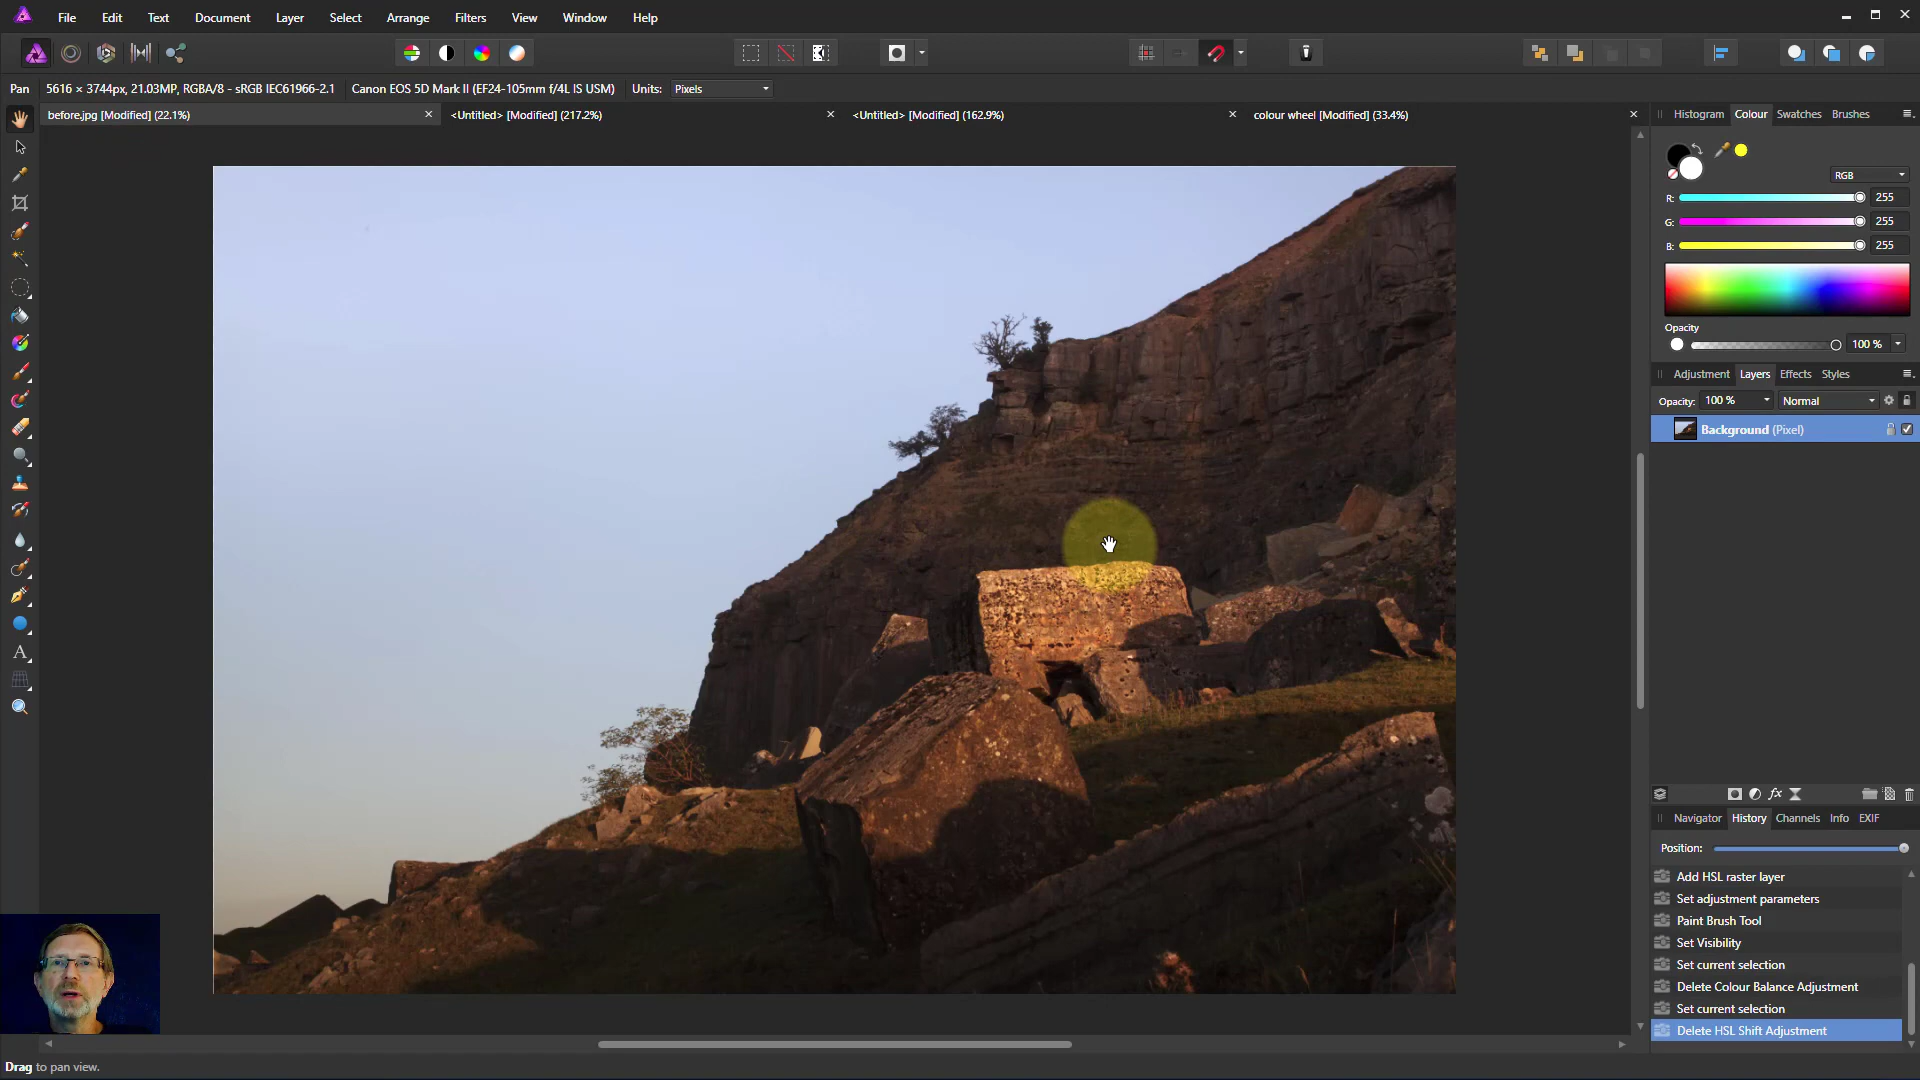 File Edit Text Document Layer Select Arrange Filters View Window Help
Pan 5616 × 3744px, 21.03MP, RGBA/8 - sRGB IEC61966-2.1 Canon EOS 5D Mark II (EF24-105mm f/4L IS USM) Units: Pixels
before.jpg [Modified] (22.1%) <Untitled> [Modified] (217.2%) <Untitled> [Modified] (162.9%) colour wheel [Modified] (33.4%)
Histogram Colour Swatches Brushes
RGB
R: 255
G: 255
B: 255
Opacity
100 %
Adjustment Layers Effects Styles
Opacity: 100 % Normal
Background (Pixel)
fx
Navigator History Channels Info EXIF
Position:
Add HSL raster layer
Set adjustment parameters
Paint Brush Tool
Set Visibility
Set current selection
Delete Colour Balance Adjustment
Set current selection
Delete HSL Shift Adjustment
A
Drag to pan view.